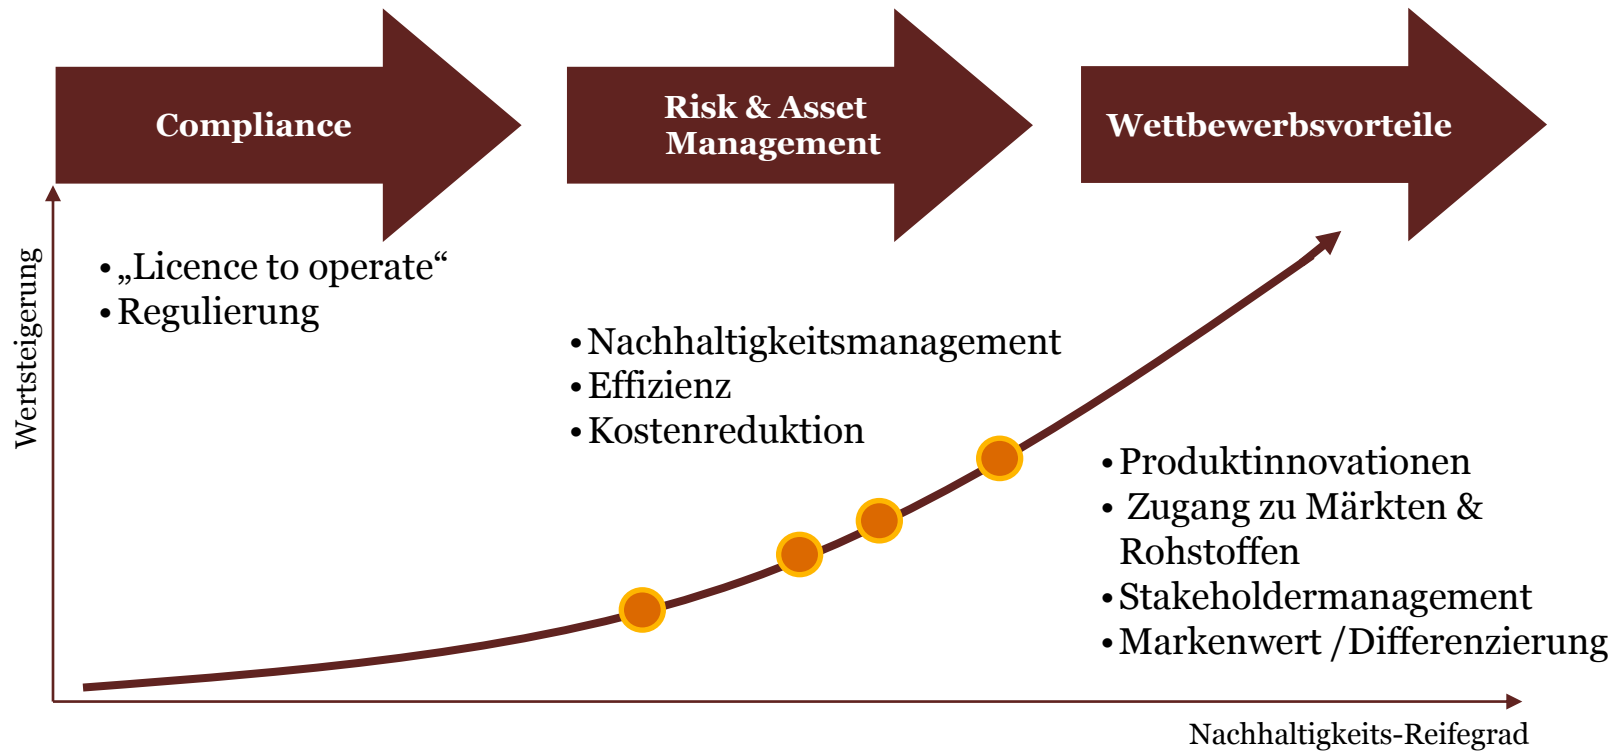 Compliance
Risk & Asset
Management
Wettbewerbsvorteile
Wertsteigerung
• „Licence to operate“
• Regulierung
• Nachhaltigkeitsmanagement
• Effizienz
• Kostenreduktion
• Produktinnovationen
• Zugang zu Märkten &
Rohstoffen
• Stakeholdermanagement
• Markenwert /Differenzierung
Nachhaltigkeits-Reifegrad